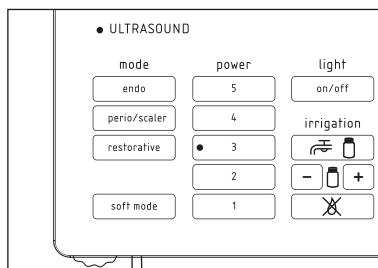 ULTRASOUND
mode power light
endo 5 on/off
perio/scaler 4 irrigation
restorative 3
2 - +
soft mode 1